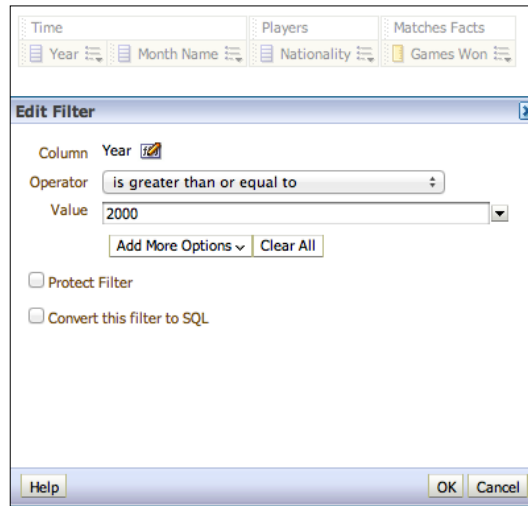 Time Players Matches Facts
Year Month Name Nationality Games Won
Edit Filter
Column Year
Operator is greater than or equal to
Value 2000
Add More Options Clear All
Protect Filter
Convert this filter to SQL
Help OK Cancel